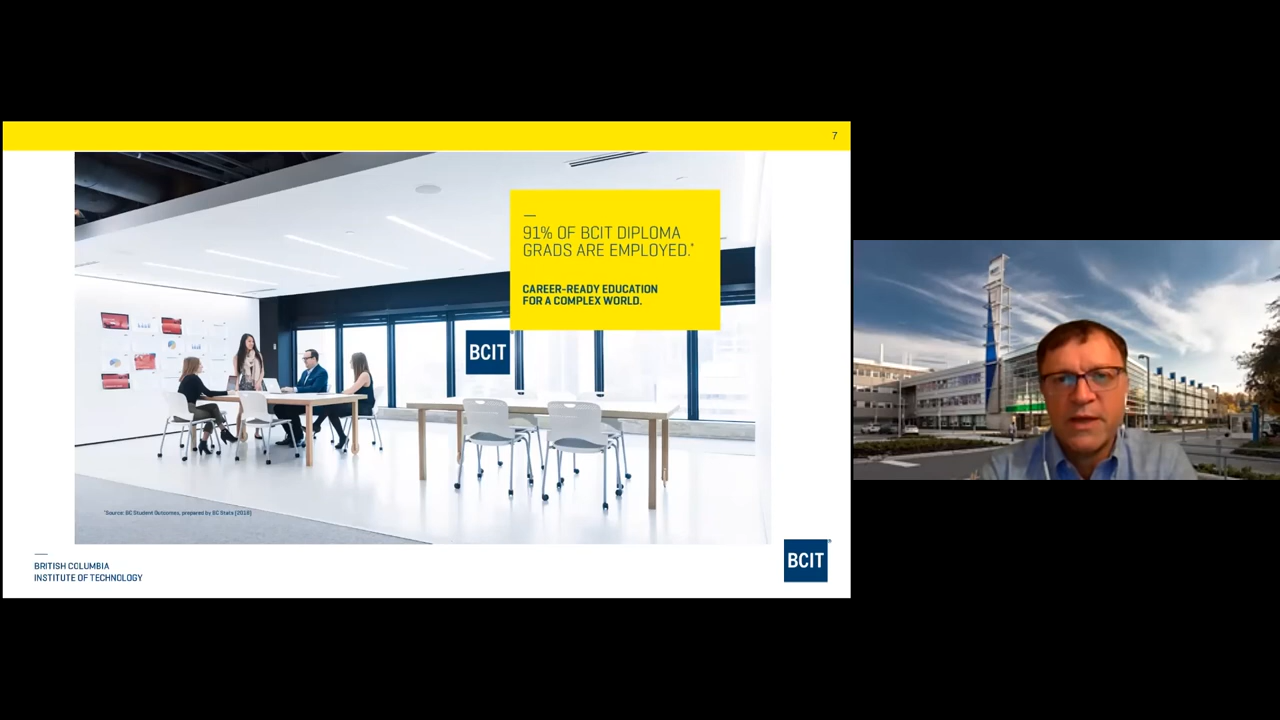 7
91% OF BCIT DIPLOMA
GRADS ARE EMPLOYED.*
CAREER-READY EDUCATION
FOR A COMPLEX WORLD.
BCIT
*Source: BC Student Outcomes, prepared by BC Stats (2018)
BRITISH COLUMBIA
INSTITUTE OF TECHNOLOGY
BCIT®